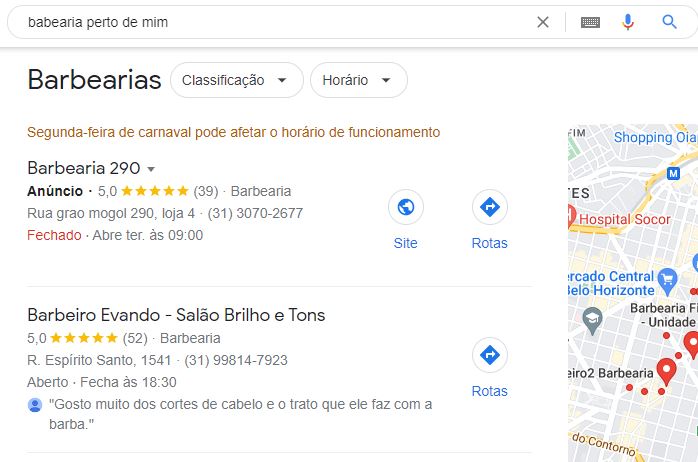 babearia perto de mim
Barbearias
Classificação
Horário
Segunda-feira de carnaval pode afetar o horário de funcionamento
Barbearia 290
Anúncio · 5,0 (39) · Barbearia
Rua grao mogol 290, loja 4 · (31) 3070-2677
Fechado · Abre ter. às 09:00
Site
Rotas
Barbeiro Evando - Salão Brilho e Tons
5,0 (52) · Barbearia
R. Espírito Santo, 1541 · (31) 99814-7923
Aberto · Fecha às 18:30
"Gosto muito dos cortes de cabelo e o trato que ele faz com a
barba."
Rotas
FIM
Shopping Oia
M
TES
Hospital Socor
ercado Central
Belo Horizonte
Barbearia F
- Unidade
eiro2 Barbearia
do Contorno